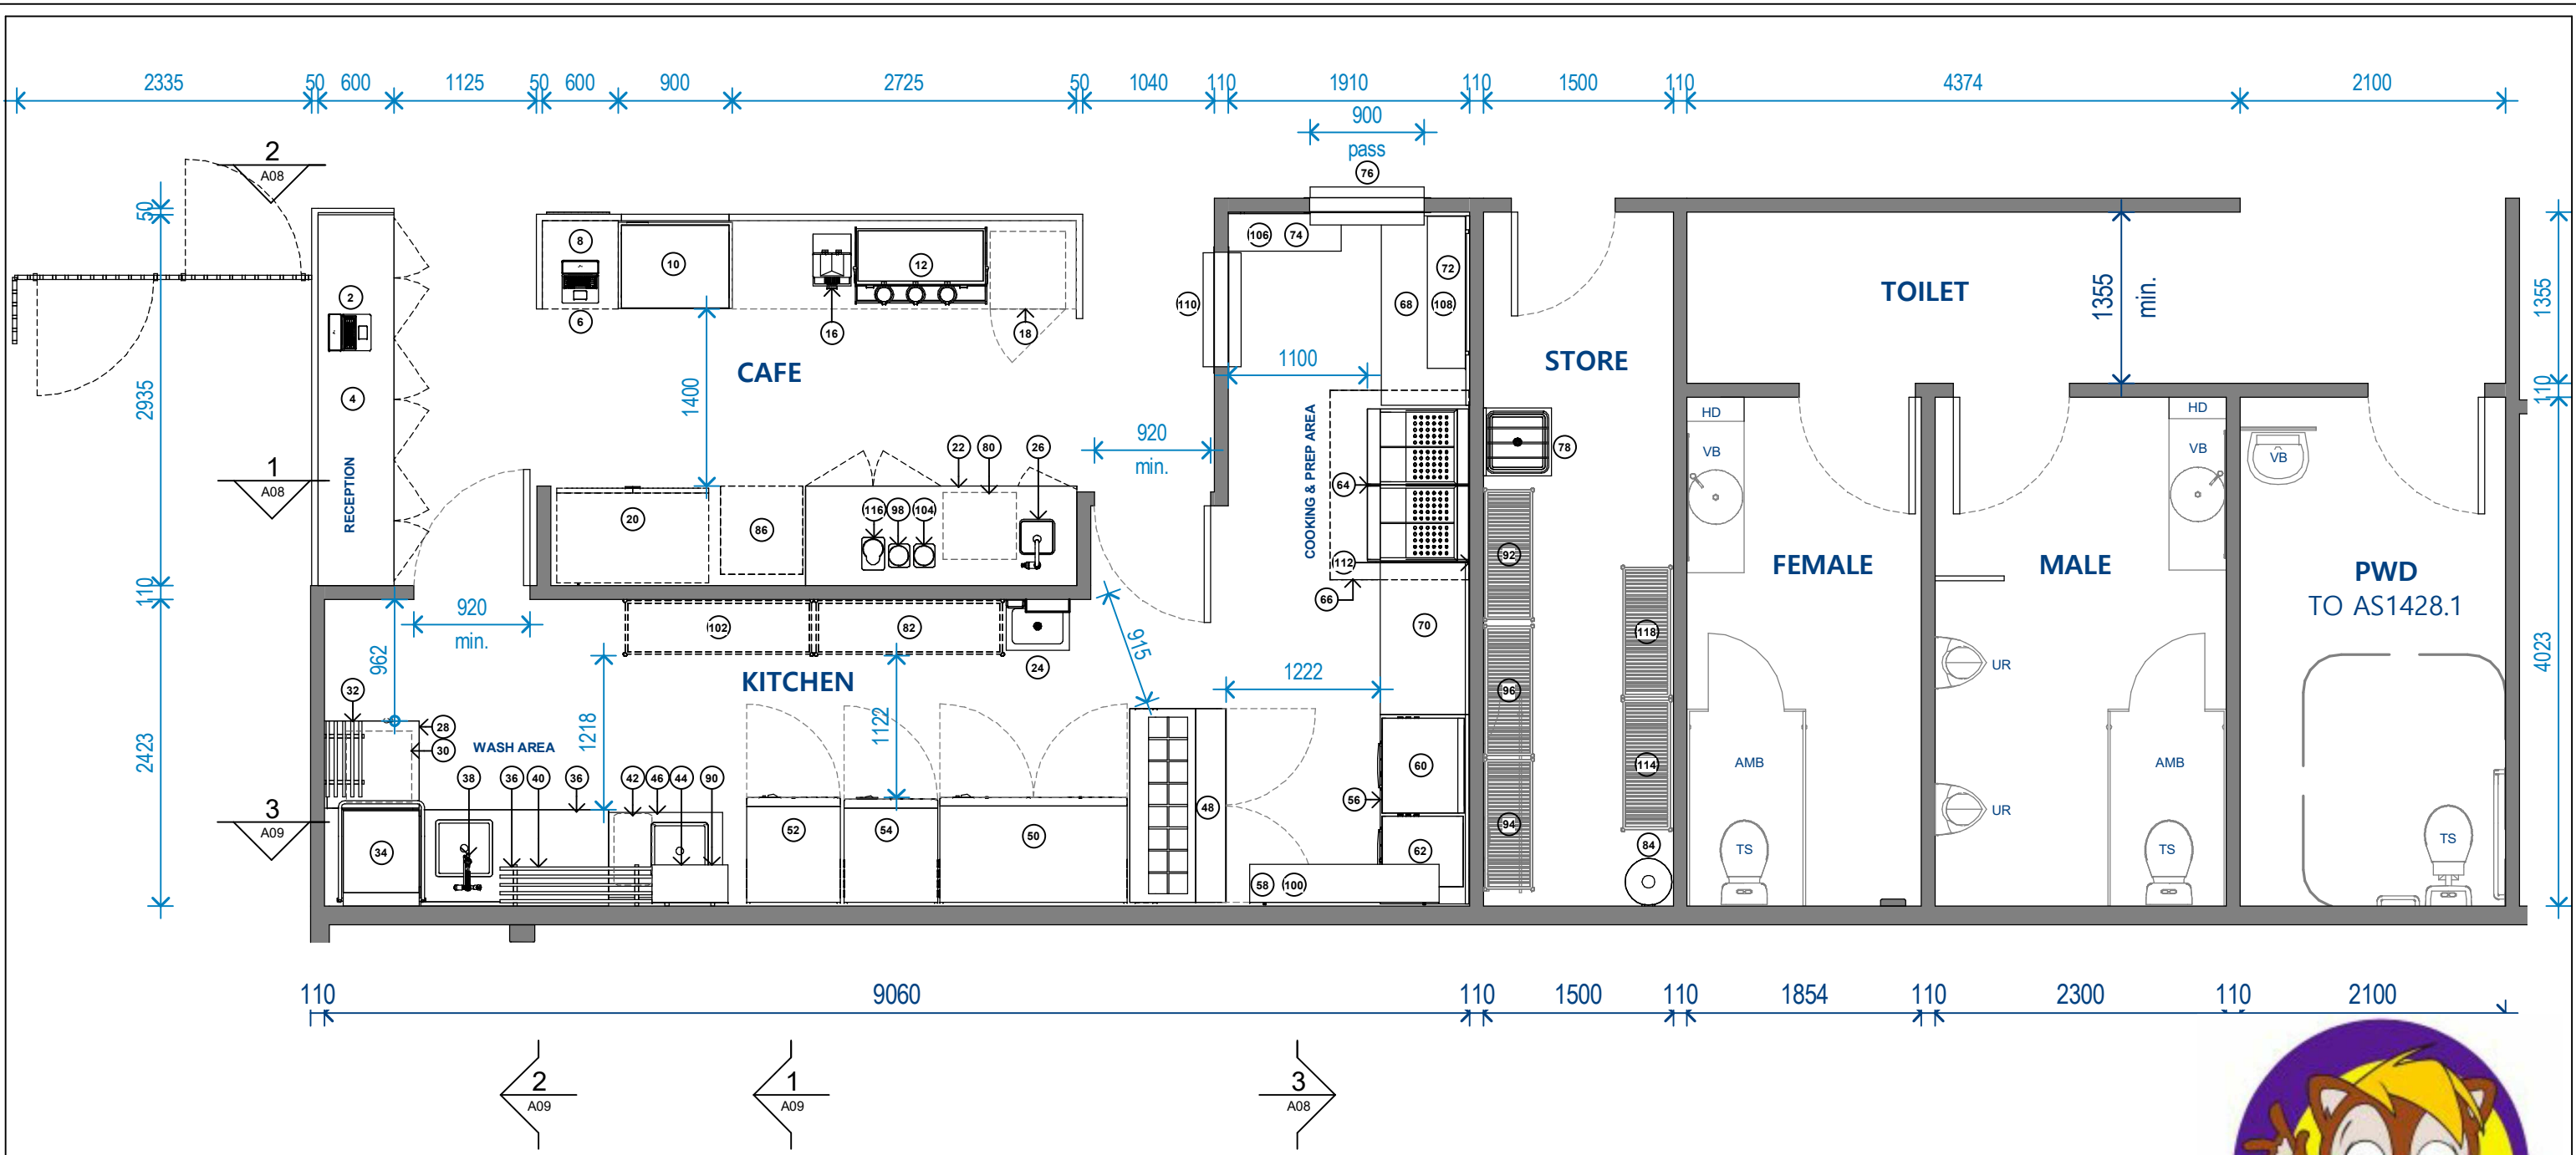 2335 50 600 1125 50 600 900 2725 50 1040 110 1910 110 1500 110 4374 2100
900
pass
2
A08
76
50
8
10
12
106 74
72
2
110
68 108
6
16
18
TOILET
1355
min.
1355
CAFE
STORE
1100
2935
4
1400
110
HD
HD
920
min.
22 80 26
COOKING & PREP AREA
78
VB
VB
VB
1
A08
RECEPTION
64
20
86
116 98 104
92
112
FEMALE
MALE
PWD
TO AS1428.1
110
920
min.
66
102
82
70
118
962
915
24
KITCHEN
1222
96
UR
4023
32
28
30
WASH AREA
1218
1122
2423
38 36 40 36 42 46 44 90
60
114
AMB
AMB
56
48
UR
3
A09
34
52
54
50
94
84
62
TS
TS
TS
58 100
110 9060 110 1500 110 1854 110 2300 110 2100
2
A09
1
A09
3
A08